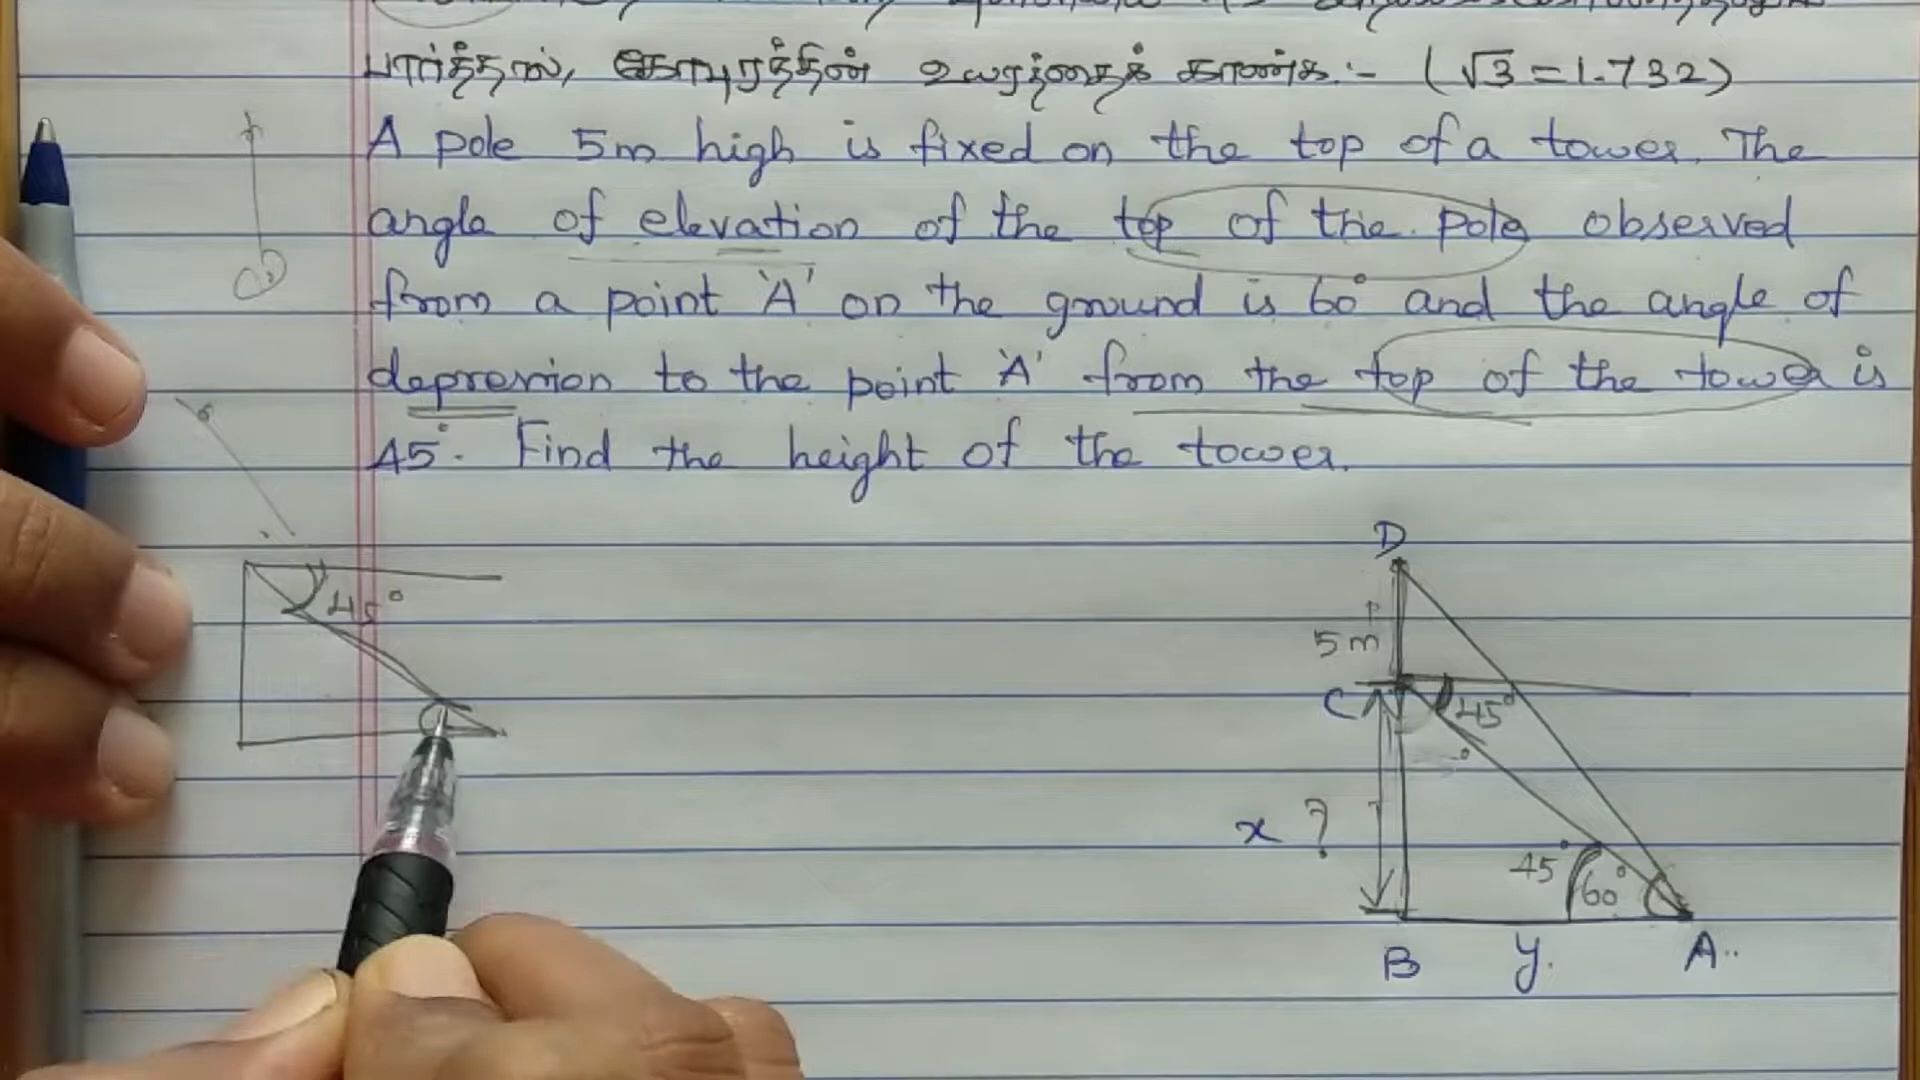 பார்த்தால், கோபுரத்தின் உயரத்தைக் காண்க:- (√3 = 1.732)
A pole 5m high is fixed on the top of a tower. The
angle of elevation of the top of the pole observed
from a point 'A' on the ground is 60° and the angle of
depression to the point 'A' from the top of the tower is
45°. Find the height of the tower.
D
5m
45°
C
45°
x ?
45° 60°
B y. A..